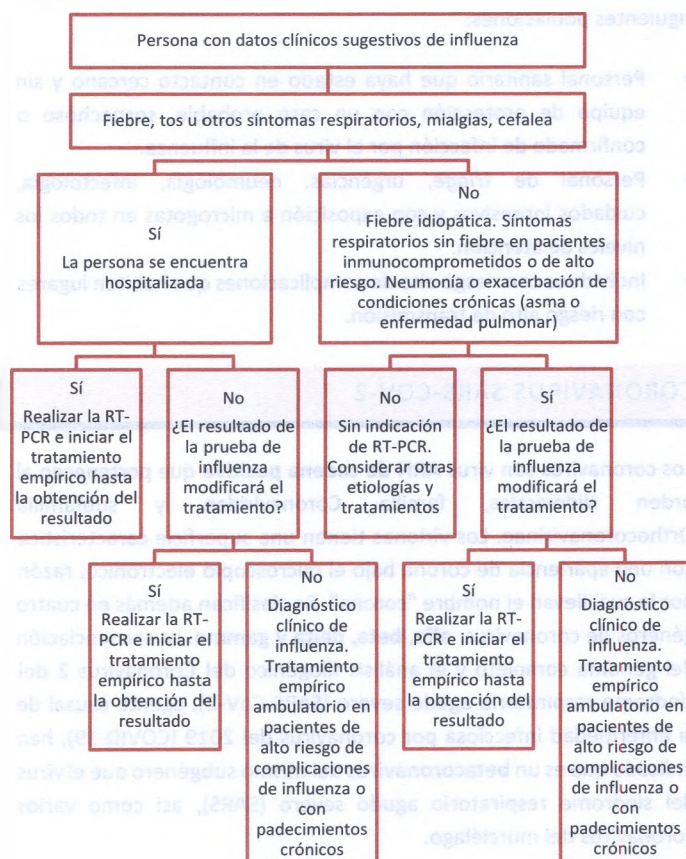 Persona con datos clínicos sugestivos de influenza
Fiebre, tos u otros síntomas respiratorios, mialgas, cefalea
Sí
La persona se encuentra
hospitalizada
No
Fiebre idiopática. Síntomas
respiratorios sin fiebre en pacientes
inmunocomprometidos de alto
riesgo. Neumonía o exacerbación de
condiciones crónicas (asma o
enfermedad pulmonar)
Sí
Realizar la RT-
PCR e iniciar el
tratamiento
empírico hasta
la obtención del
resultado
No
¿El resultado de
la prueba de
influenza
modificará el
tratamiento?
No
Sin indicación
de RT-PCR.
Considerar otras
etiologías y
tratamientos
Sí
¿El resultado de
la prueba de
influenza
modificará el
tratamiento?
Sí
Realizar la RT-
PCR e iniciar el
tratamiento
empírico hasta
la obtención del
resultado
No
Diagnóstico
clínico de
influenza.
Tratamiento
emprico
ambulatorio en
pacientes de
alto riesgo de
complicaciones
de influenza o
con
padecimientos
crónicos
Sí
Realizar la RT-
PCR e iniciar el
tratamiento
empírico hasta
la obtención del
resultado
No
Diagnóstico
clínico de
influenza.
Tratamiento
emprico
ambulatorio en
pacientes de
alto riesgo de
complicaciones
de influenza o
con
padecimientos
crónicos